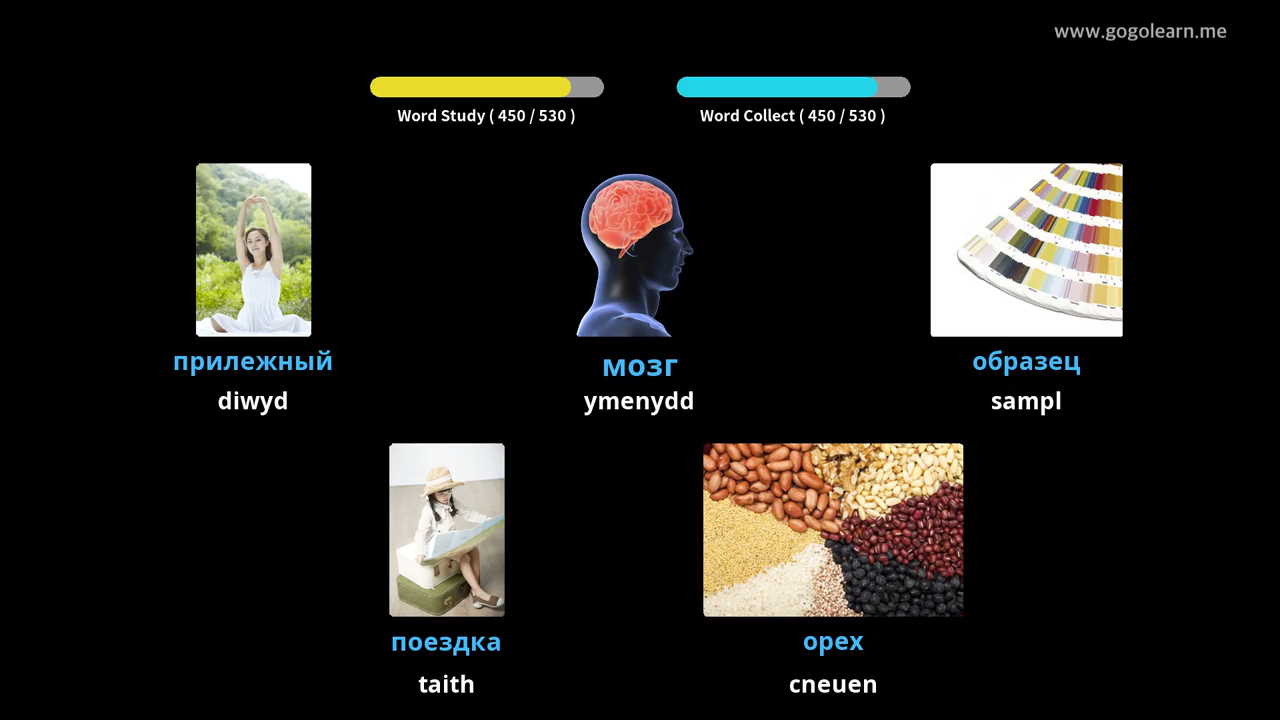 www.gogolearn.me
Word Study ( 450 / 530 )
Word Collect ( 450 / 530 )
прилежный
мозг
образец
diwyd
ymenydd
sampl
поездка
орех
taith
cneuen